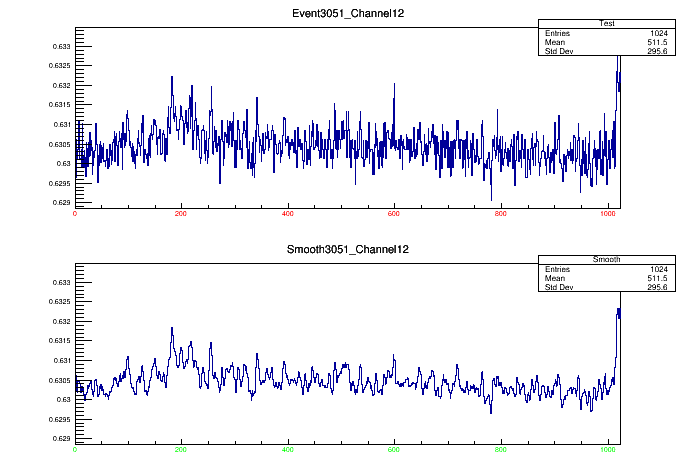 Event3051_Channel12
Test
Entries 1024
Mean 511.5
Std Dev 295.6
0.633
0.6325
0.632
0.6315
0.631
0.6305
0.63
0.6295
0.629
0 200 400 600 800 1000
Smooth3051_Channel12
Smooth
Entries 1024
Mean 511.5
Std Dev 295.6
0.633
0.6325
0.632
0.6315
0.631
0.6305
0.63
0.6295
0.629
0 200 400 600 800 1000